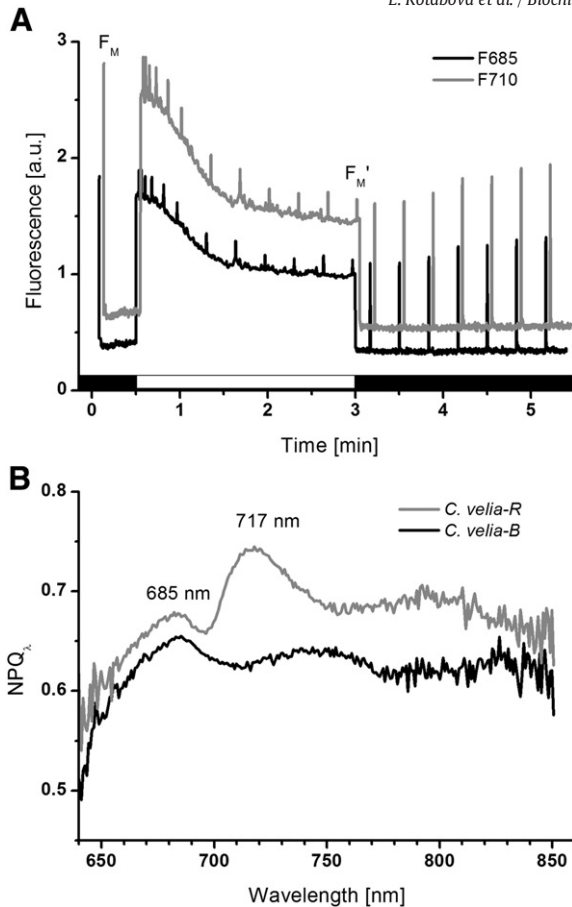 L. Kotabová et al. / Biochi
A
F_M
F685
F710
F_M'
3
2
1
0
Fluorescence [a.u.]
0 1 2 3 4 5
Time [min]
B
C. velia-R
C. velia-B
717 nm
685 nm
0.8
0.7
0.6
0.5
NPQ_λ
650 700 750 800 850
Wavelength [nm]